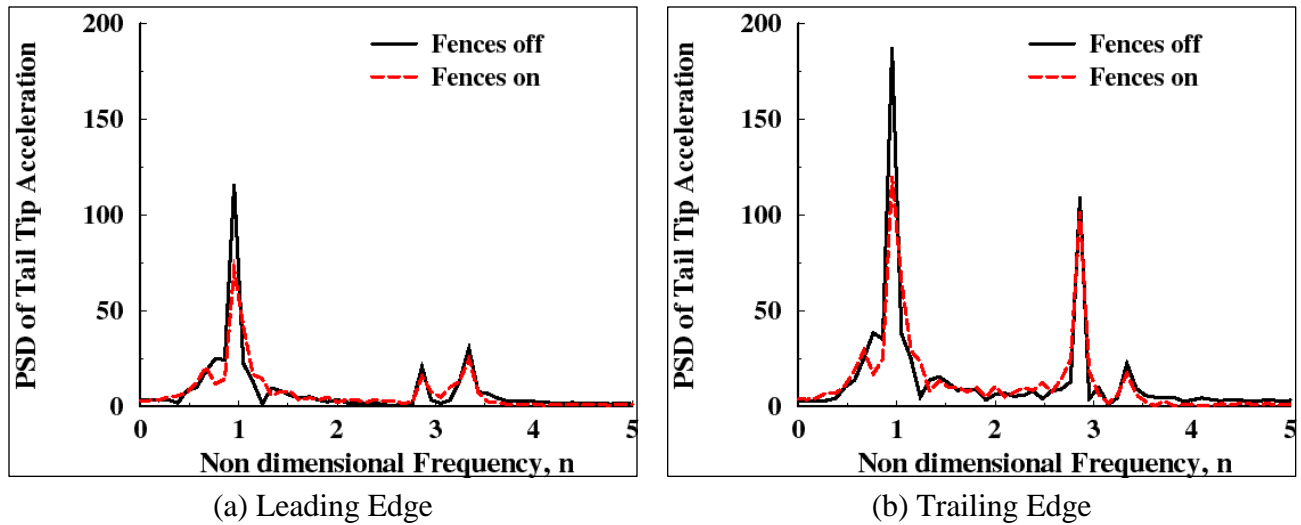 200
150
100
50
0
PSD of Tail Tip Acceleration
Fences off
Fences on
0 1 2 3 4 5
Non dimensional Frequency, n
(a) Leading Edge
200
150
100
50
0
PSD of Tail Tip Acceleration
Fences off
Fences on
0 1 2 3 4 5
Non dimensional Frequency, n
(b) Trailing Edge